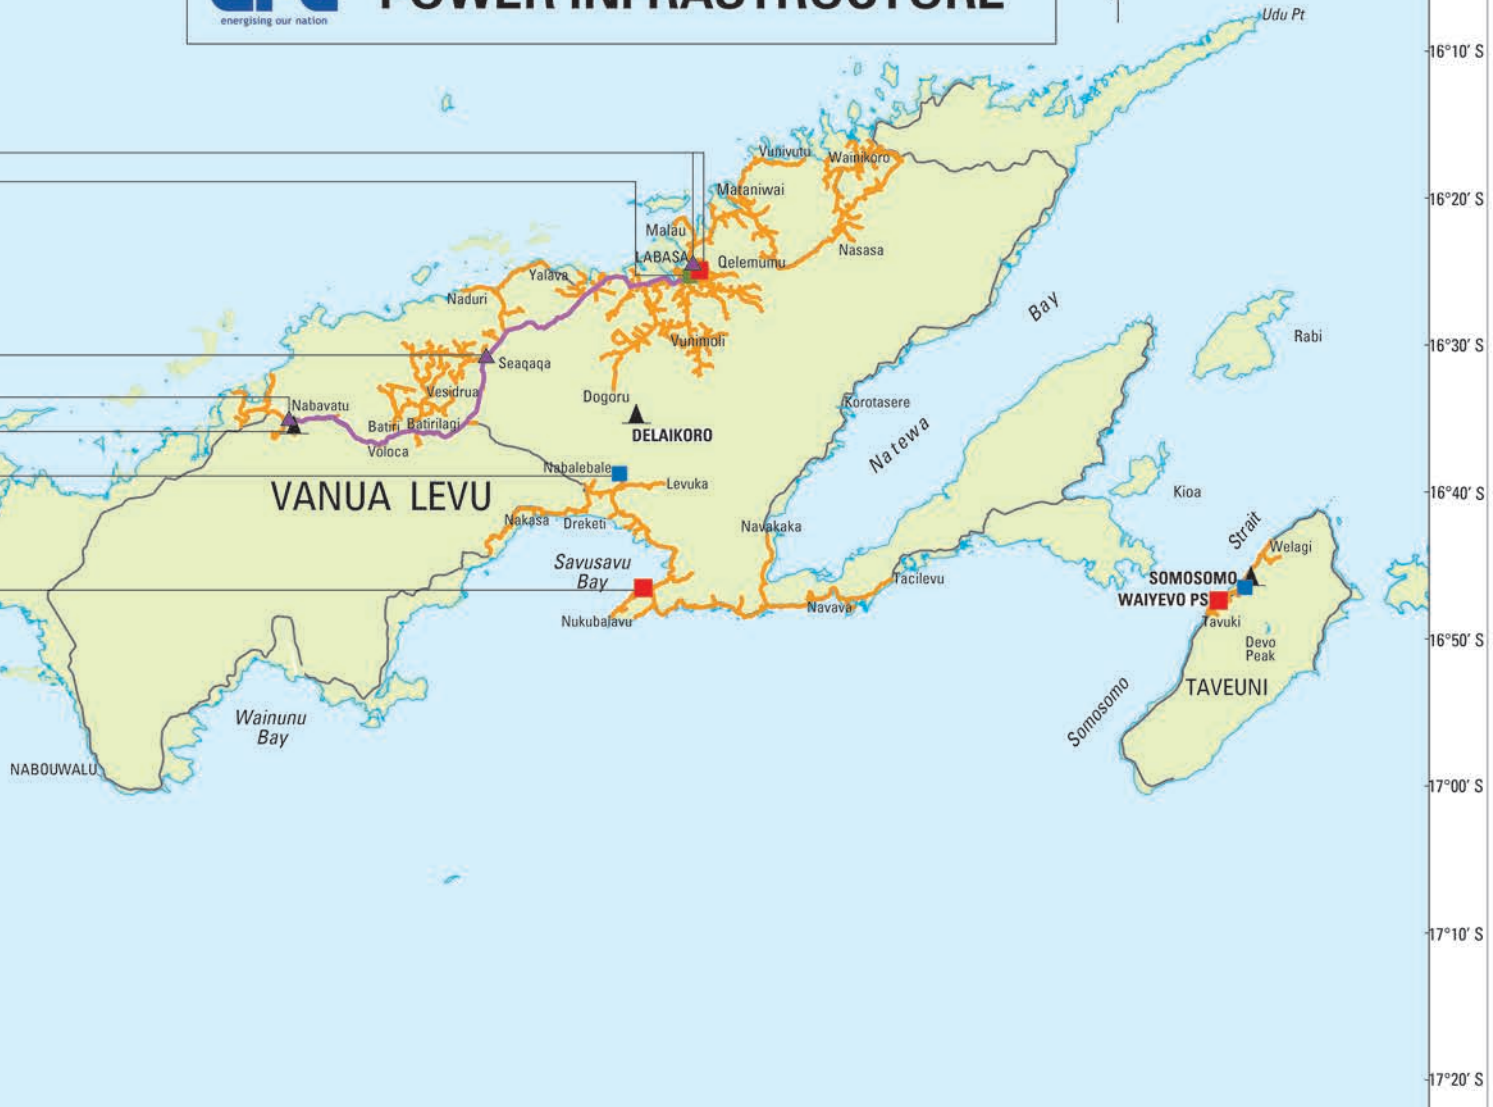 POWER INFRASTRUCTURE
energising our nation
Udu Pt
16°10' S
Vunivutu
Wainikoro
Mataniwai
16°20' S
Malau
LABASA
Qelemumu
Nasasa
Yalava
Naduri
Bay
Vunimoli
Rabi
16°30' S
Seaqaqa
Vesidrua
Dogoru
Nabavatu
Batiri
Batirilagi
Korotasere
DELAIKORO
Voloca
Natewa
Nabalebale
Levuka
VANUA LEVU
Kioa
16°40' S
Nakasa
Dreketi
Navakaka
Strait
Welagi
Savusavu
Bay
Tacilevu
SOMOSOMO
WAIYEVO PS
Navava
Nukubalavu
Tavuki
16°50' S
Devo
Peak
TAVEUNI
Somosomo
Wainunu
Bay
NABOUWALU
17°00' S
17°10' S
17°20' S